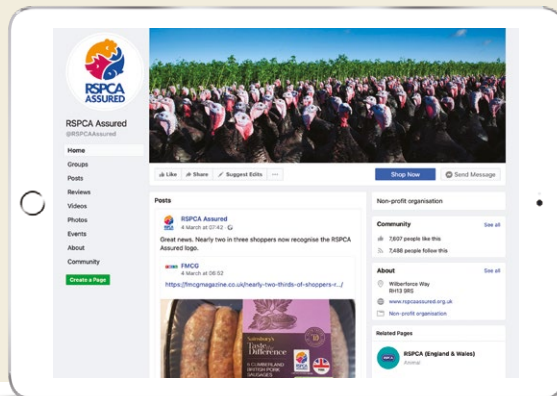 RSPCA
ASSURED
RSPCA Assured
@RSPCAAssured
Home
Groups
Posts
Reviews
Videos
Photos
Events
About
Community
Create a Page
Like
Share
Suggest Edits
...
Shop Now
Send Message
Posts
RSPCA Assured
4 March at 07:42
Great news. Nearly two in three shoppers now recognise the RSPCA
Assured logo.
FMCG
4 March at 06:52
https://fmcgmagazine.co.uk/nearly-two-thirds-of-shoppers-r.../
Sainsbury's
Taste the
Difference
6 CUMBERLAND
BRITISH PORK
SAUSAGES
Non-profit organisation
Community
See all
7,607 people like this
7,486 people follow this
About
See all
Wilberforce Way
RH13 9RS
www.rspcaassured.org.uk
Non-profit organisation
Related Pages
RSPCA (England & Wales)
Animal